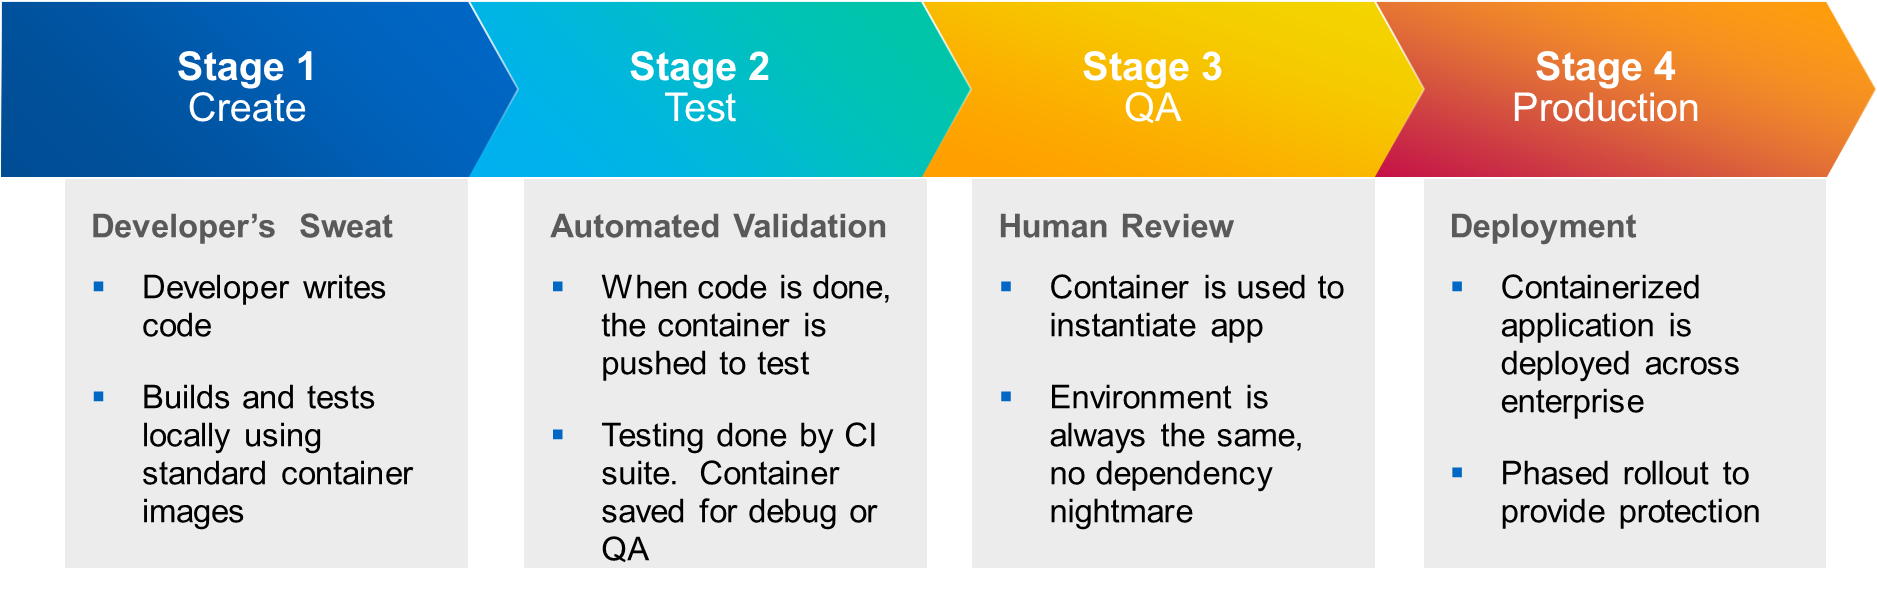 Stage 1
Create
Stage 2
Test
Stage 3
QA
Stage 4
Production
Developer’s Sweat
▪ Developer writes
code
▪ Builds and tests
locally using
standard container
images
Automated Validation
▪ When code is done,
the container is
pushed to test
▪ Testing done by CI
suite. Container
saved for debug or
QA
Human Review
▪ Container is used to
instantiate app
▪ Environment is
always the same,
no dependency
nightmare
Deployment
▪ Containerized
application is
deployed across
enterprise
▪ Phased rollout to
provide protection